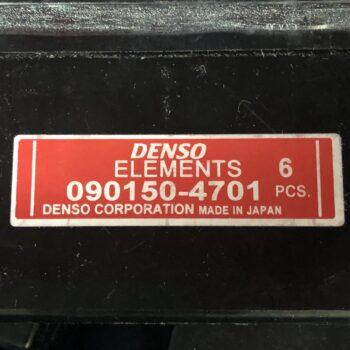 DENSO
ELEMENTS 6
090150-4701 PCS.
DENSO CORPORATION MADE IN JAPAN